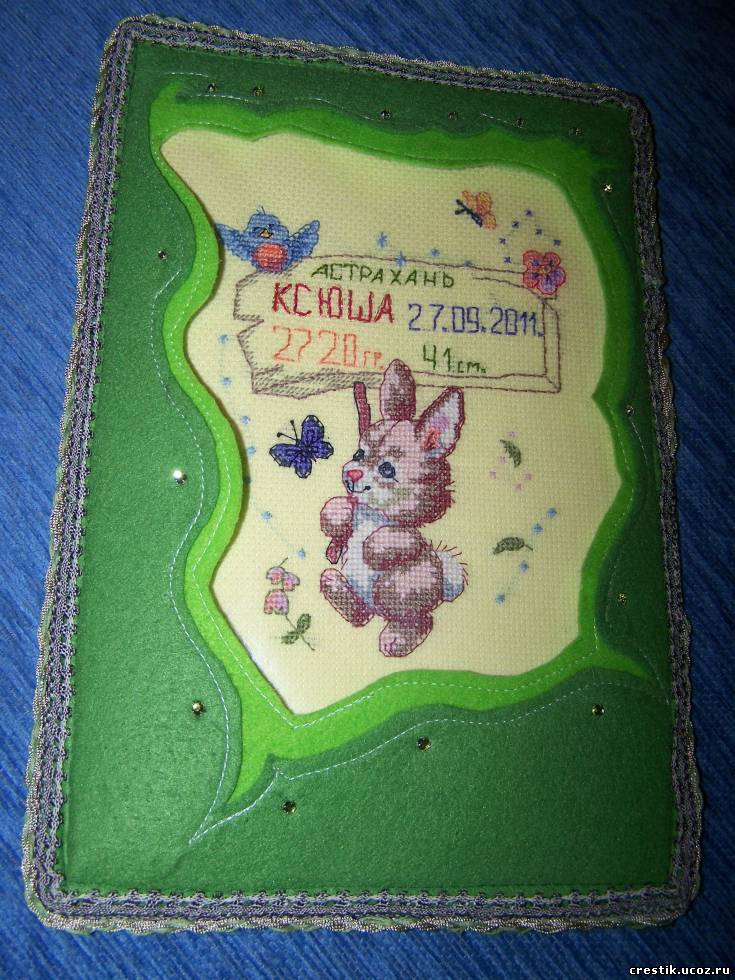 АСТРАХАНЬ
КСЮША 27.09.2011.
2720гр. 41см.
crestik.ucoz.ru